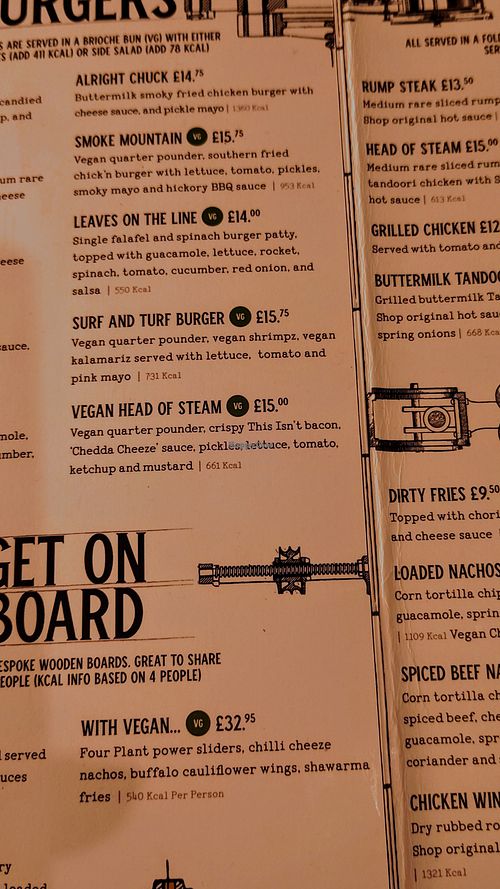 BURGERS
S ARE SERVED IN A BRIOCHE BUN (VG) WITH EITHER
S (ADD 411 KCAL) OR SIDE SALAD (ADD 78 KCAL)
candied
p, and
um rare
heese
eese
sauce,
mole,
umber,
ALRIGHT CHUCK £14.75
Buttermilk smoky fried chicken burger with
cheese sauce, and pickle mayo | 1360 Kcal
SMOKE MOUNTAIN VG £15.75
Vegan quarter pounder, southern fried
chick'n burger with lettuce, tomato, pickles,
smoky mayo and hickory BBQ sauce | 953 Kcal
LEAVES ON THE LINE VG £14.00
Single falafel and spinach burger patty,
topped with guacamole, lettuce, rocket,
spinach, tomato, cucumber, red onion, and
salsa | 550 Kcal
SURF AND TURF BURGER VG £15.75
Vegan quarter pounder, vegan shrimpz, vegan
kalamariz served with lettuce, tomato and
pink mayo | 731 Kcal
VEGAN HEAD OF STEAM VG £15.00
Vegan quarter pounder, crispy This Isn't bacon,
'Chedda Cheeze' sauce, pickles, lettuce, tomato,
ketchup and mustard | 661 Kcal
GET ON
BOARD
ESPOKE WOODEN BOARDS. GREAT TO SHARE
EOPLE (KCAL INFO BASED ON 4 PEOPLE)
l served
uces
ry
loaded
WITH VEGAN... VG £32.95
Four Plant power sliders, chilli cheeze
nachos, buffalo cauliflower wings, shawarma
fries | 540 Kcal Per Person
ALL SERVED IN A FOL
SER
RUMP STEAK £13.50
Medium rare sliced rump
Shop original hot sauce |
HEAD OF STEAM £15.00
Medium rare sliced rum
tandoori chicken with S
hot sauce | 613 Kcal
GRILLED CHICKEN £12
Served with tomato and
BUTTERMILK TANDOO
Grilled buttermilk Ta
Shop original hot sauc
spring onions | 668 Kca
DIRTY FRIES £9.50
Topped with chori
and cheese sauce
LOADED NACHOS
Corn tortilla chip
guacamole, sprin
| 1109 Kcal Vegan Ch
SPICED BEEF NA
Corn tortilla ch
spiced beef, che
guacamole, spr
coriander and
CHICKEN WIN
Dry rubbed ro
Shop original
| 1321 Kcal